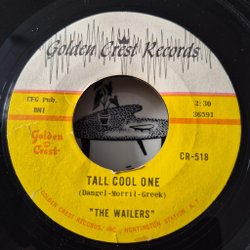 Golden Crest Records
CFG Pub.
BMI
2:30
36591
Golden
Crest
CR-518
TALL COOL ONE
(Dangel-Morril-Greek)
"THE WAILERS"
GOLDEN CREST RECORDS, INC., HUNTINGTON STATION, N.Y.